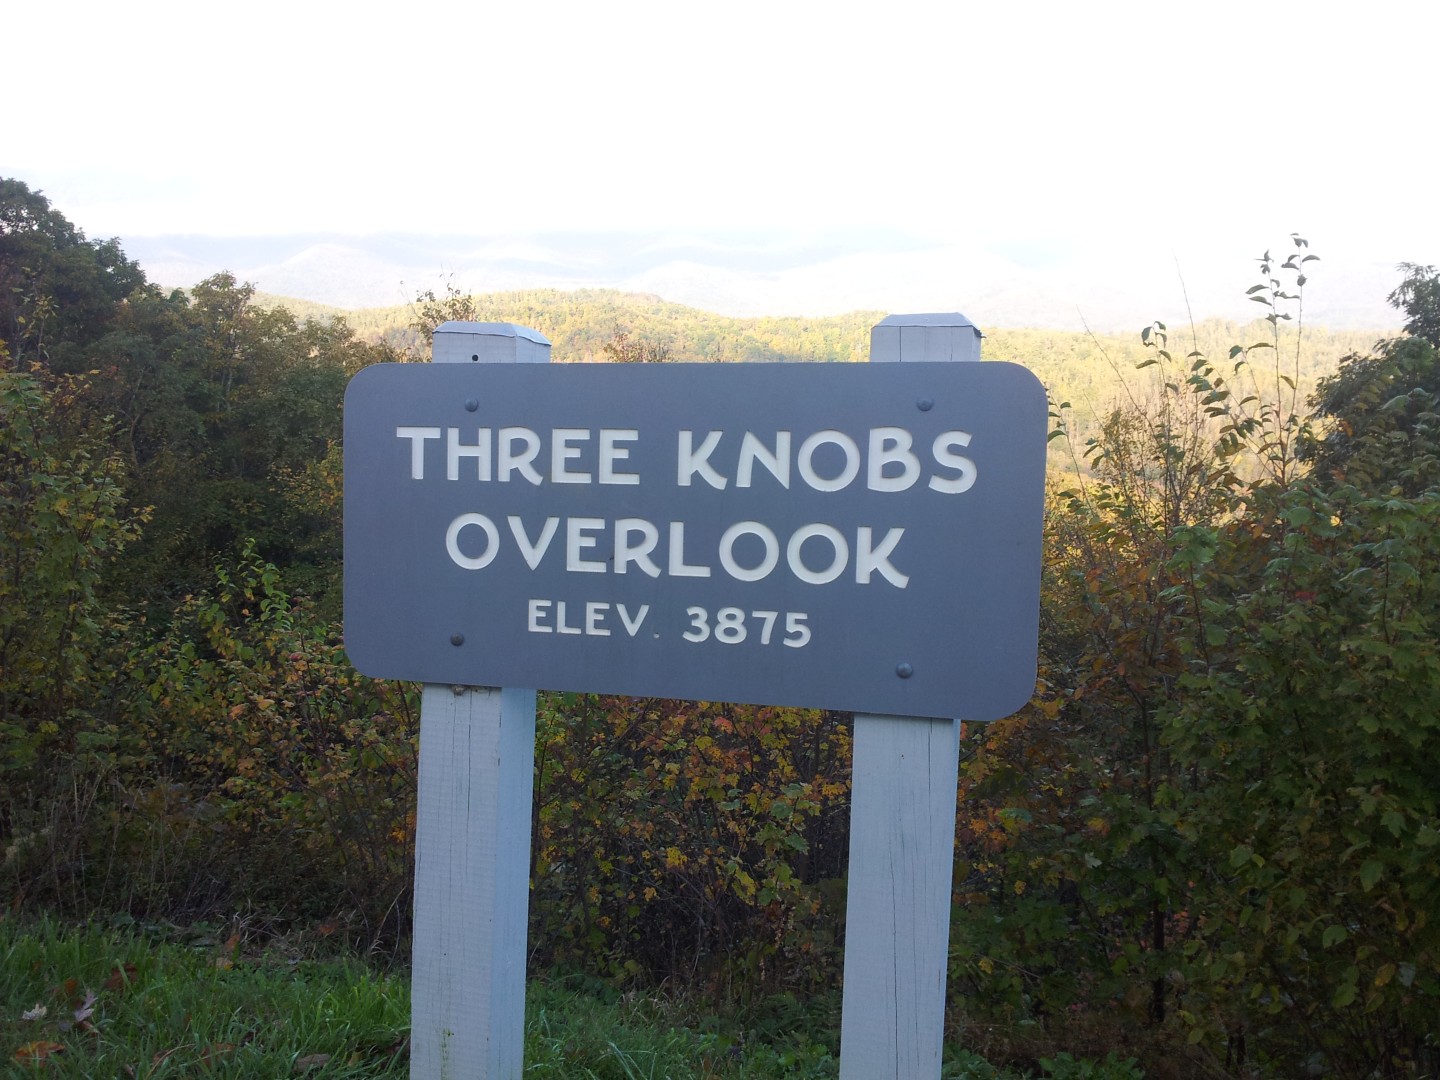 THREE KNOBS
OVERLOOK
ELEV. 3875